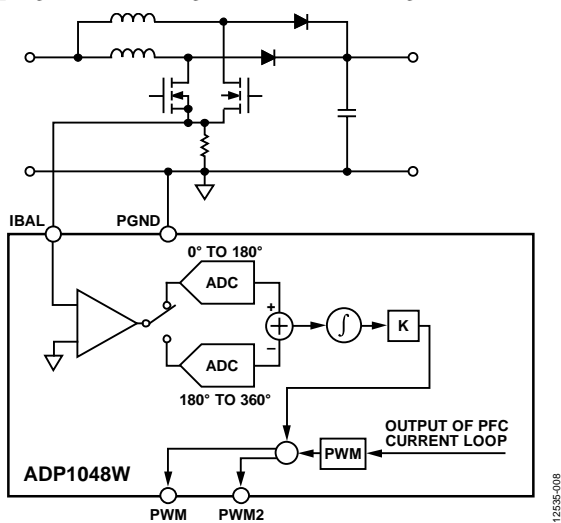 IBAL
PGND
0° TO 180°
ADC
+
∫
K
–
ADC
180° TO 360°
OUTPUT OF PFC
CURRENT LOOP
PWM
ADP1048W
PWM
PWM2
12535-008